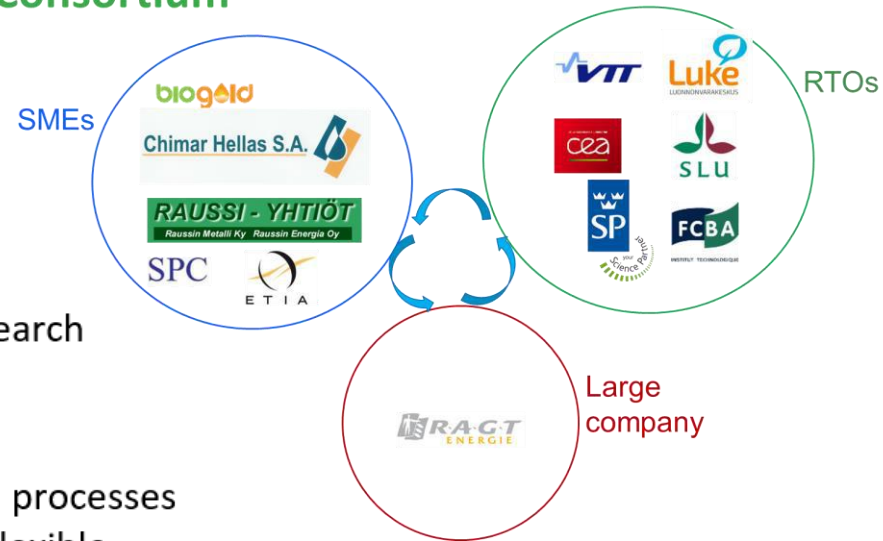 consortium
SMEs
biogold
Chimar Hellas S.A.
RAUSSI - YHTIÖT
Raussin Metalli Ky Raussin Energia Oy
SPC
ETIA
RTOs
VTT
Luke
LUONNONVARAKESKUS
cea
SLU
SP
your
Science Partner
FCBA
INSTITUT TECHNOLOGIQUE
earch
Large
company
R·A·G·T
ENERGIE
processes